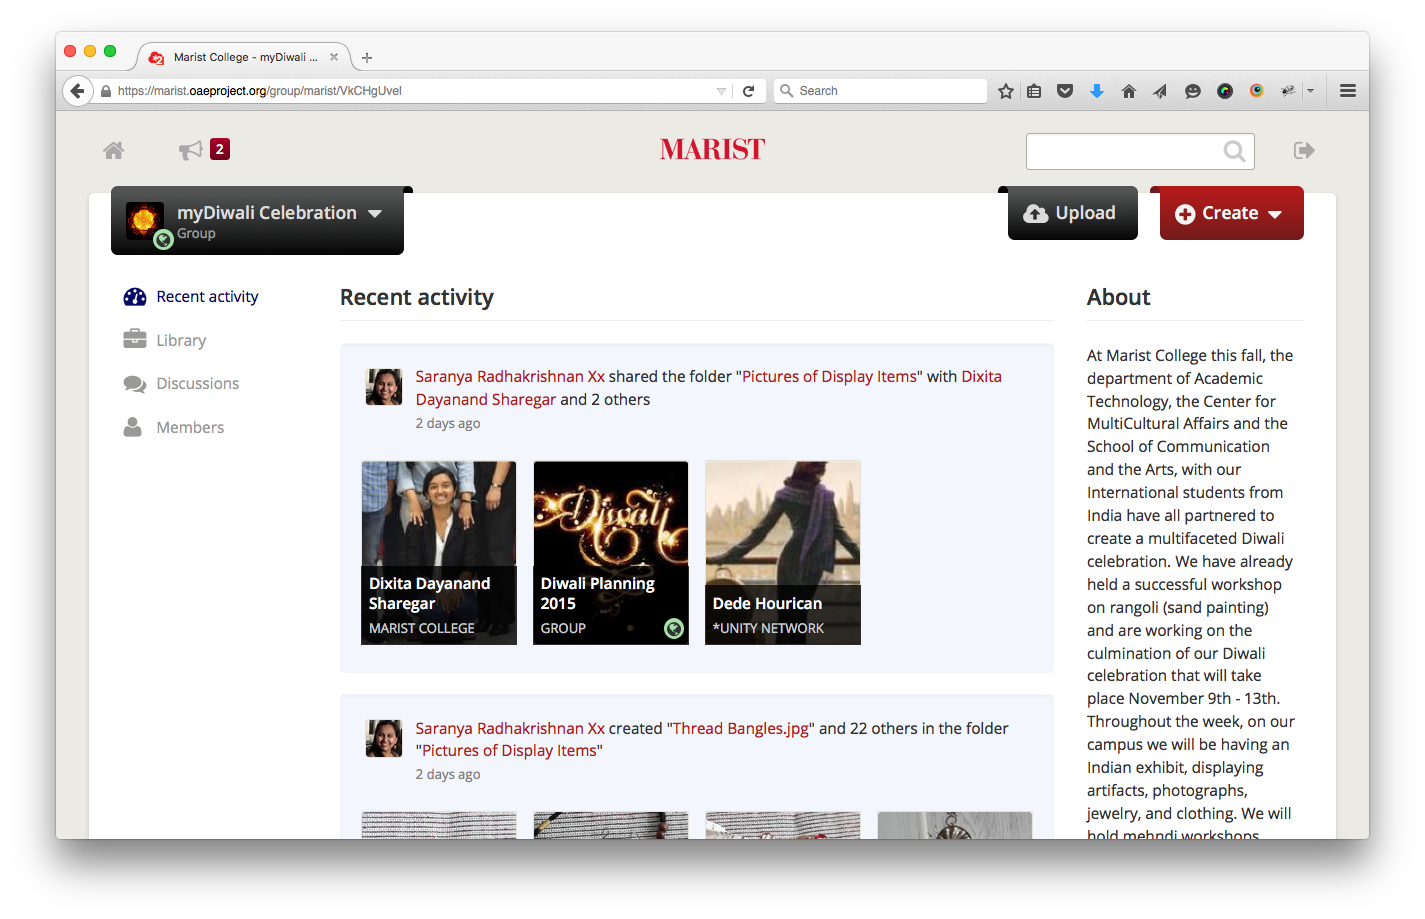 Marist College - myDiwali ...
https://marist.oaeproject.org/group/marist/VkCHgUvel
Search
2
MARIST
myDiwali Celebration
Group
Upload
Create
Recent activity
Library
Discussions
Members
Recent activity
Saranya Radhakrishnan Xx shared the folder "Pictures of Display Items" with Dixita
Dayanand Sharegar and 2 others
2 days ago
Dixita Dayanand
Sharegar
MARIST COLLEGE
Diwali
Diwali Planning
2015
GROUP
Dede Hourican
*UNITY NETWORK
Saranya Radhakrishnan Xx created "Thread Bangles.jpg" and 22 others in the folder
"Pictures of Display Items"
2 days ago
About
At Marist College this fall, the
department of Academic
Technology, the Center for
MultiCultural Affairs and the
School of Communication
and the Arts, with our
International students from
India have all partnered to
create a multifaceted Diwali
celebration. We have already
held a successful workshop
on rangoli (sand painting)
and are working on the
culmination of our Diwali
celebration that will take
place November 9th - 13th.
Throughout the week, on our
campus we will be having an
Indian exhibit, displaying
artifacts, photographs,
jewelry, and clothing. We will
hold mehndi workshops